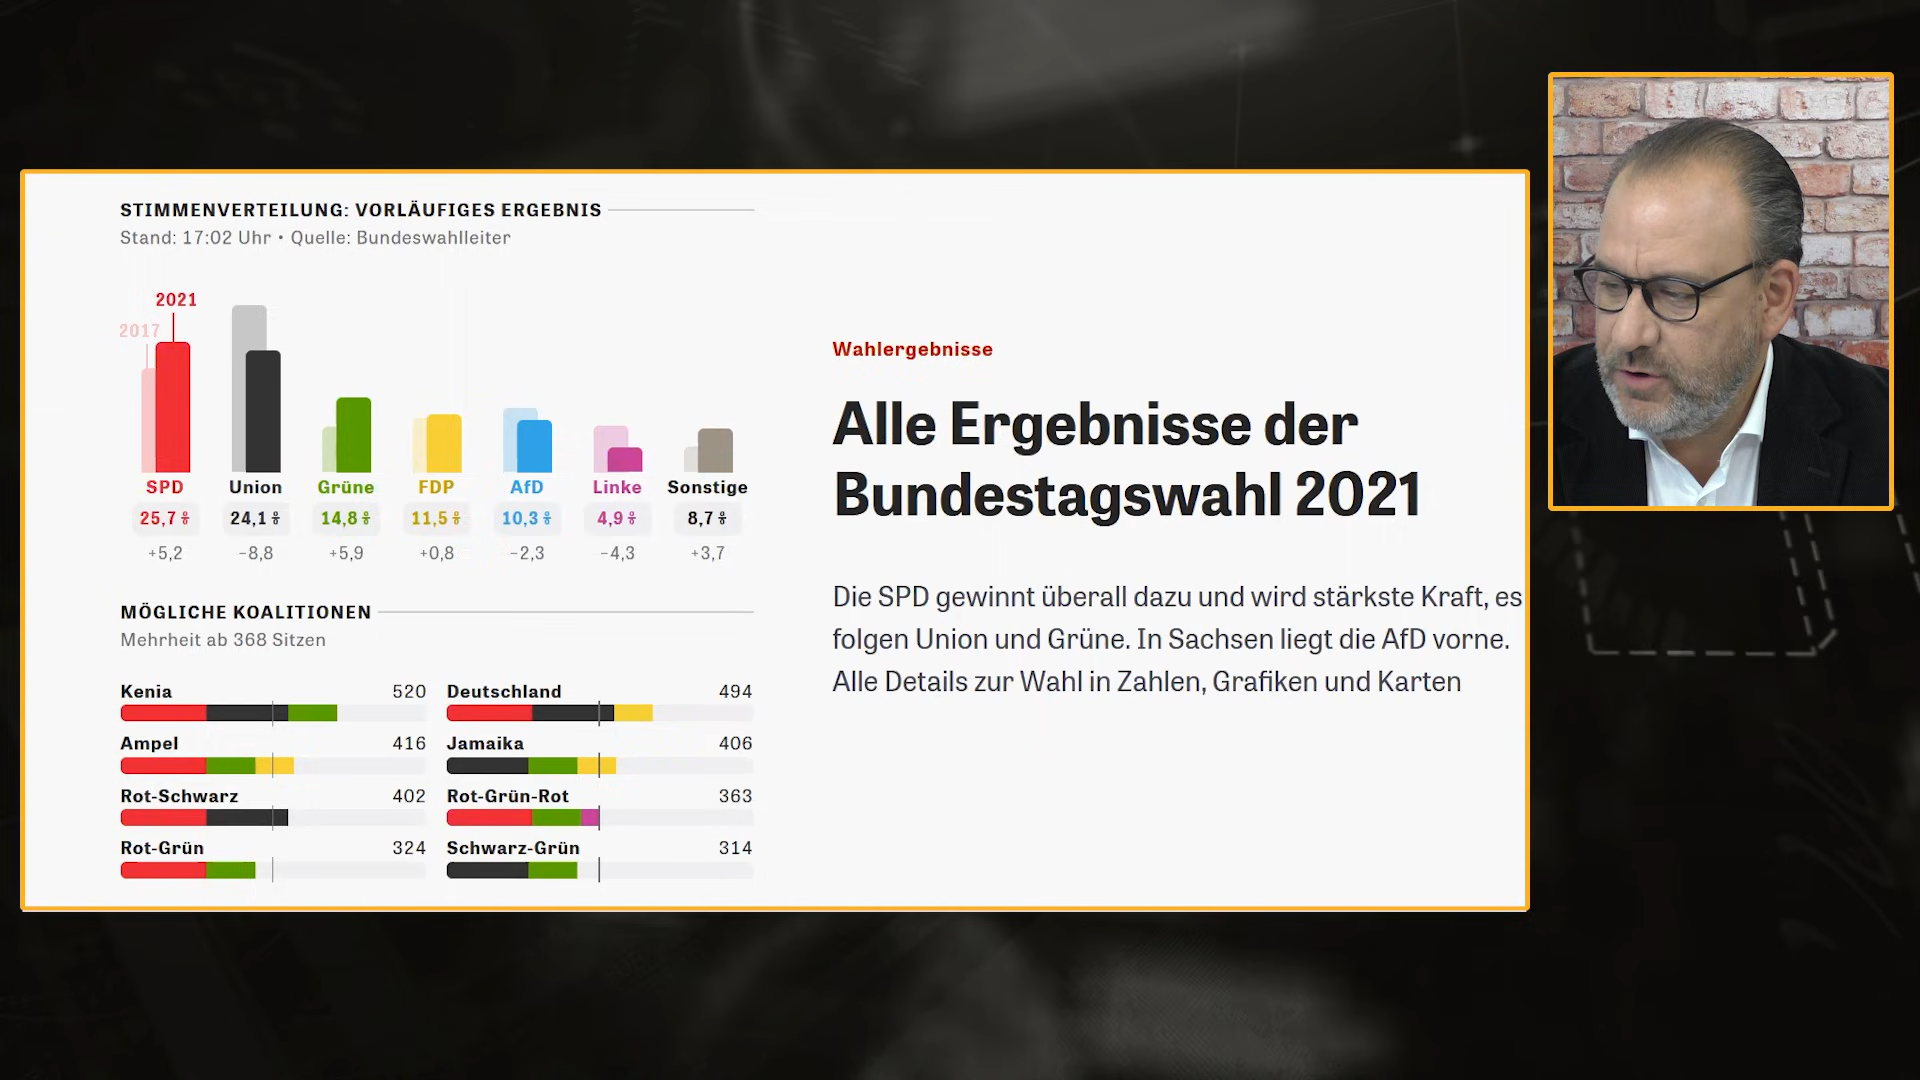 STIMMENVERTEILUNG: VORLÄUFIGES ERGEBNIS
Stand: 17:02 Uhr • Quelle: Bundeswahlleiter
2021
2017
SPD Union Grüne FDP AfD Linke Sonstige
25,7 % 24,1 % 14,8 % 11,5 % 10,3 % 4,9 % 8,7 %
+5,2 −8,8 +5,9 +0,8 −2,3 −4,3 +3,7
MÖGLICHE KOALITIONEN
Mehrheit ab 368 Sitzen
Kenia 520 Deutschland 494
Ampel 416 Jamaika 406
Rot-Schwarz 402 Rot-Grün-Rot 363
Rot-Grün 324 Schwarz-Grün 314
Wahlergebnisse
Alle Ergebnisse der
Bundestagswahl 2021
Die SPD gewinnt überall dazu und wird stärkste Kraft, es
folgen Union und Grüne. In Sachsen liegt die AfD vorne.
Alle Details zur Wahl in Zahlen, Grafiken und Karten